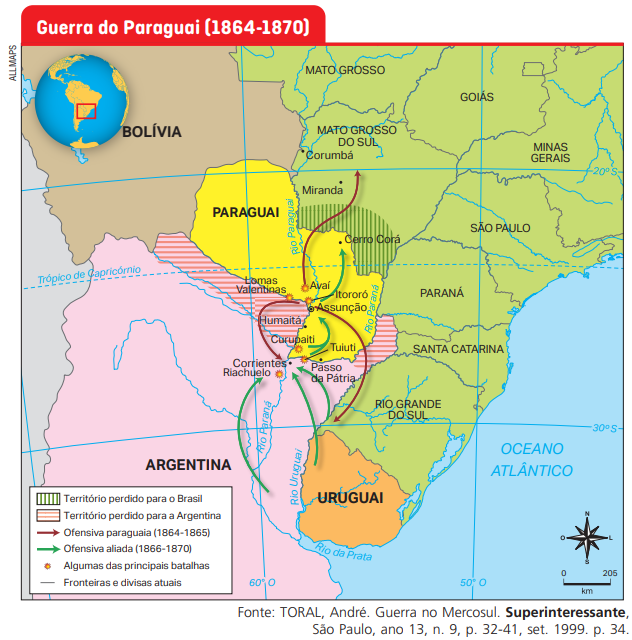 Guerra do Paraguai (1864-1870)
ALLMAPS
MATO GROSSO
GOIÁS
BOLÍVIA
MATO GROSSO
DO SUL
Corumbá
MINAS
GERAIS
20°S
Miranda
PARAGUAI
Rio Paraguai
SÃO PAULO
Cerro Corá
Trópico de Capricórnio
Lomas
Valentinas
Avaí
Itororó
Assunção
Rio Paraná
PARANÁ
Humaitá
Curupaiti
Tuiuti
SANTA CATARINA
Corrientes
Riachuelo
Passo
da Pátria
RIO GRANDE
DO SUL
Rio Paraná
30°S
OCEANO
ATLÂNTICO
ARGENTINA
Rio Uruguai
URUGUAI
Rio da Prata
Território perdido para o Brasil
Território perdido para a Argentina
Ofensiva paraguaia (1864-1865)
Ofensiva aliada (1866-1870)
Algumas das principais batalhas
Fronteiras e divisas atuais
N
O
L
S
0
205
km
60° O
50° O
Fonte: TORAL, André. Guerra no Mercosul. Superinteressante,
São Paulo, ano 13, n. 9, p. 32-41, set. 1999. p. 34.